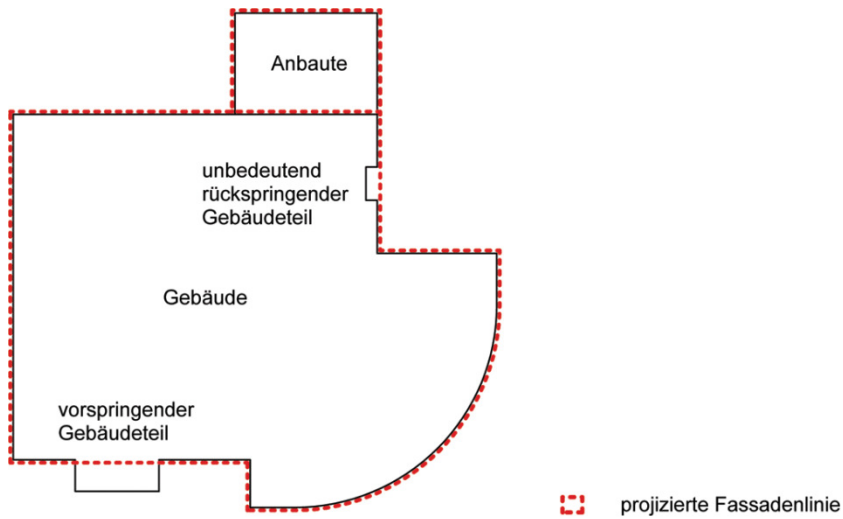 Anbaute
unbedeutend
rückspringender
Gebäudeteil
Gebäude
vorspringender
Gebäudeteil
projizierte Fassadenlinie